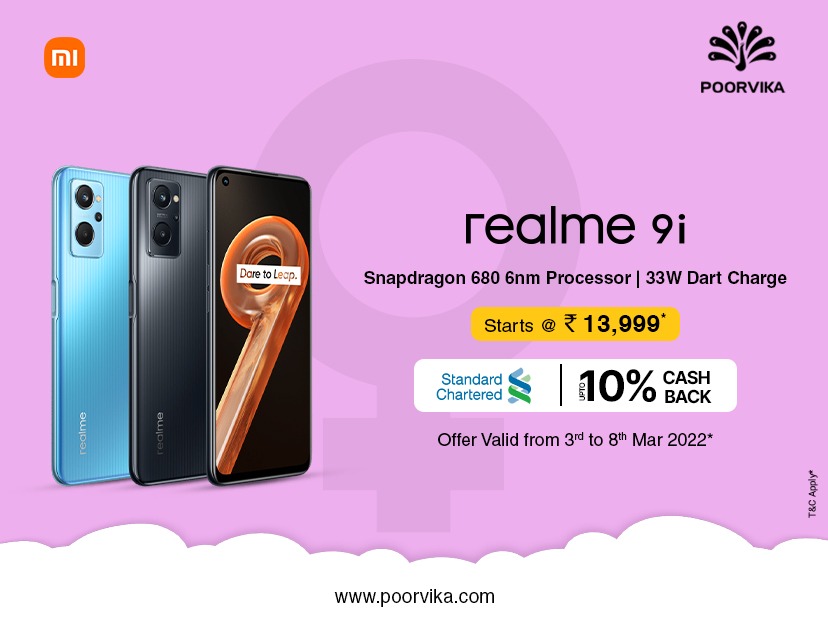 mi
POORVIKA
realme 9i
Snapdragon 680 6nm Processor | 33W Dart Charge
Dare to Leap.
Starts @ ₹ 13,999*
Standard
Chartered
UPTO 10% CASH
BACK
Offer Valid from 3rd to 8th Mar 2022*
realme
realme
T&C Apply*
www.poorvika.com